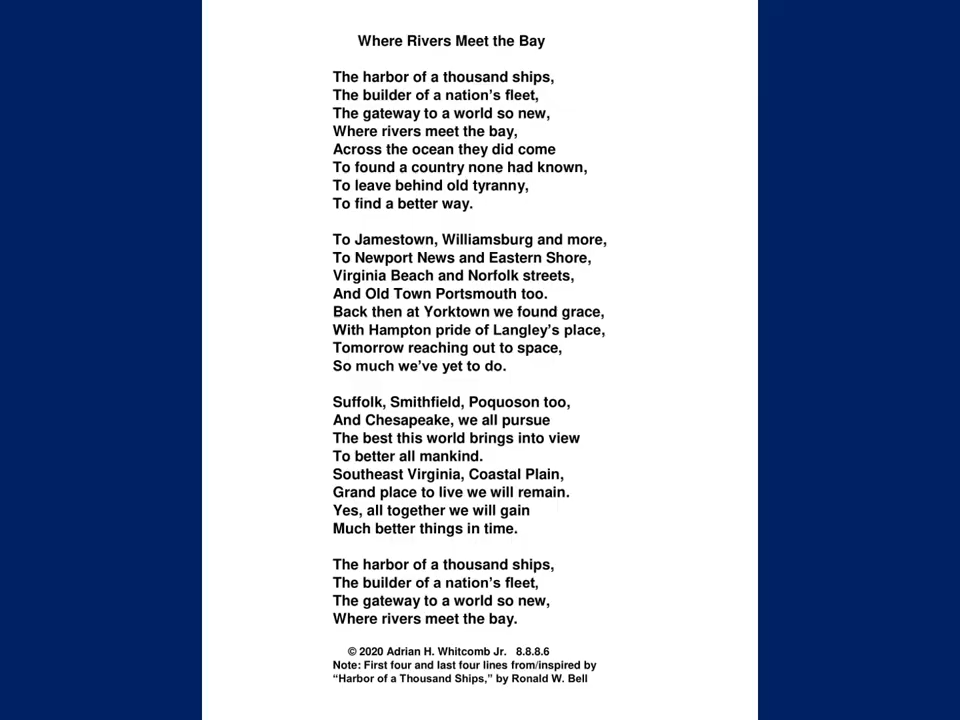 Where Rivers Meet the Bay
The harbor of a thousand ships,
The builder of a nation’s fleet,
The gateway to a world so new,
Where rivers meet the bay,
Across the ocean they did come
To found a country none had known,
To leave behind old tyranny,
To find a better way.
To Jamestown, Williamsburg and more,
To Newport News and Eastern Shore,
Virginia Beach and Norfolk streets,
And Old Town Portsmouth too.
Back then at Yorktown we found grace,
With Hampton pride of Langley’s place,
Tomorrow reaching out to space,
So much we’ve yet to do.
Suffolk, Smithfield, Poquoson too,
And Chesapeake, we all pursue
The best this world brings into view
To better all mankind.
Southeast Virginia, Coastal Plain,
Grand place to live we will remain.
Yes, all together we will gain
Much better things in time.
The harbor of a thousand ships,
The builder of a nation’s fleet,
The gateway to a world so new,
Where rivers meet the bay.
© 2020 Adrian H. Whitcomb Jr. 8.8.8.6
Note: First four and last four lines from/inspired by
“Harbor of a Thousand Ships,” by Ronald W. Bell